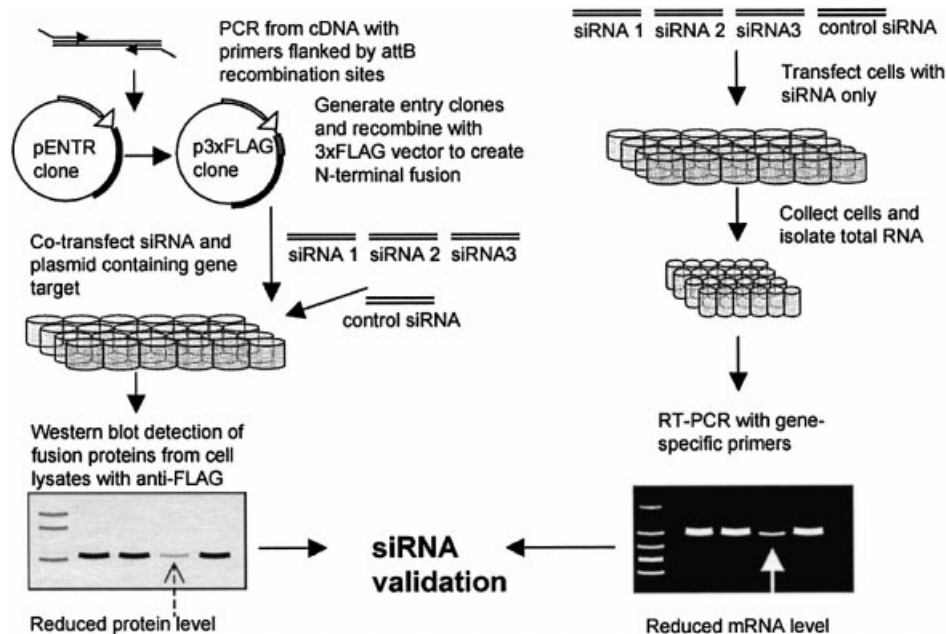 PCR from cDNA with
primers flanked by attB
recombination sites
pENTR
clone
p3xFLAG
clone
Generate entry clones
and recombine with
3xFLAG vector to create
N-terminal fusion
Co-transfect siRNA and
plasmid containing gene
target
siRNA 1 siRNA 2 siRNA3
control siRNA
Western blot detection of
fusion proteins from cell
lysates with anti-FLAG
Reduced protein level
siRNA
validation
siRNA 1 siRNA 2 siRNA3 control siRNA
Transfect cells with
siRNA only
Collect cells and
isolate total RNA
RT-PCR with gene-
specific primers
Reduced mRNA level